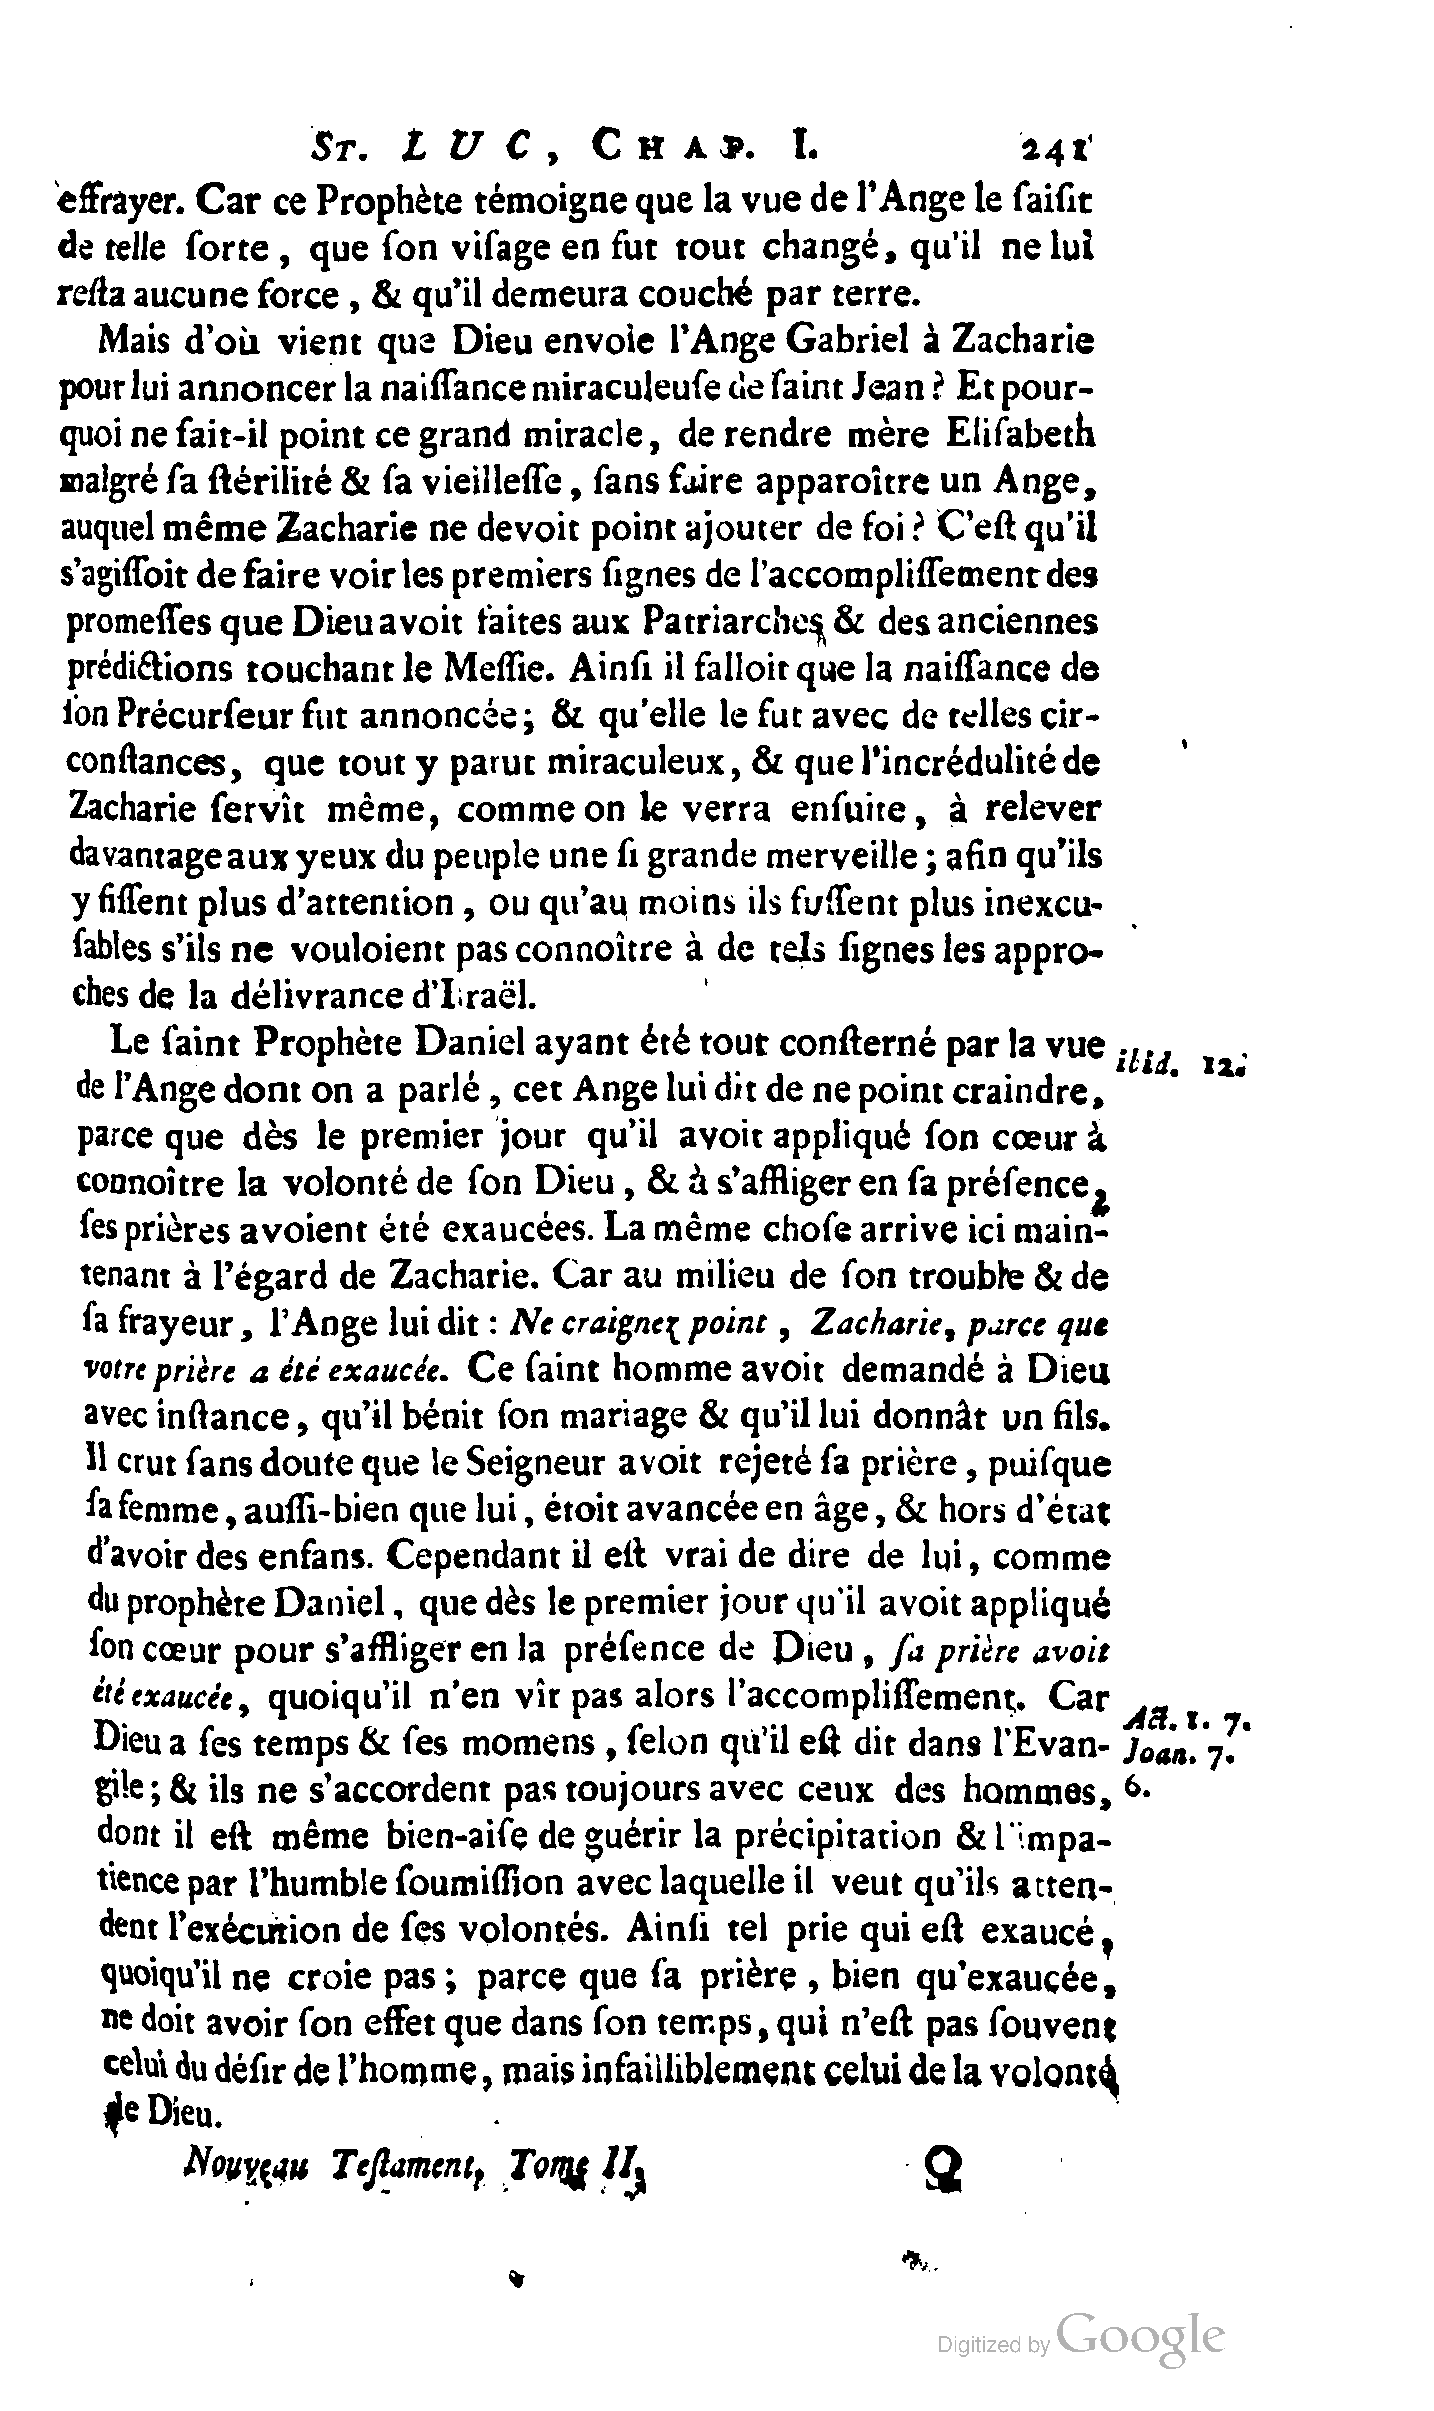 ST. LUC, CHAP. I. 241
effrayer. Car ce Prophète témoigne que la vue de l'Ange le ſaiſit
de telle ſorte, que ſon viſage en fut tout changé, qu'il ne lui
reſta aucune force, & qu'il demeura couché par terre.
Mais d'où vient que Dieu envoie l'Ange Gabriel à Zacharie
pour lui annoncer la naiſſance miraculeuſe de ſaint Jean? Et pour-
quoi ne fait-il point ce grand miracle, de rendre mère Eliſabeth
malgré ſa ſtérilité & ſa vieilleſſe, ſans faire apparoître un Ange,
auquel même Zacharie ne devoit point ajouter de foi? C'eſt qu'il
s'agiſſoit de faire voir les premiers ſignes de l'accompliſſement des
promeſſes que Dieu avoit faites aux Patriarches & des anciennes
prédictions touchant le Meſſie. Ainſi il falloit que la naiſſance de
ſon Précurſeur fut annoncée; & qu'elle le fut avec de telles cir-
conſtances, que tout y parut miraculeux, & que l'incrédulité de
Zacharie ſervît même, comme on le verra enſuite, à relever
davantage aux yeux du peuple une ſi grande merveille; afin qu'ils
y fiſſent plus d'attention, ou qu'au moins ils fuſſent plus inexcu-
ſables s'ils ne vouloient pas connoître à de tels ſignes les appro-
ches de la délivrance d'Iſraël.
Le ſaint Prophète Daniel ayant été tout conſterné par la vue
ibid. 12.
de l'Ange dont on a parlé, cet Ange lui dit de ne point craindre,
parce que dès le premier jour qu'il avoit appliqué ſon cœur à
connoître la volonté de ſon Dieu, & à s'affliger en ſa préſence,
ſes prières avoient été exaucées. La même choſe arrive ici main-
tenant à l'égard de Zacharie. Car au milieu de ſon trouble & de
ſa frayeur, l'Ange lui dit : Ne craignez point, Zacharie, parce que
votre prière a été exaucée. Ce ſaint homme avoit demandé à Dieu
avec inſtance, qu'il bénit ſon mariage & qu'il lui donnât un fils.
Il crut ſans doute que le Seigneur avoit rejeté ſa prière, puiſque
ſa femme, auſſi-bien que lui, étoit avancée en âge, & hors d'état
d'avoir des enfans. Cependant il eſt vrai de dire de lui, comme
du prophète Daniel, que dès le premier jour qu'il avoit appliqué
ſon cœur pour s'affliger en la préſence de Dieu, ſa prière avoit
été exaucée, quoiqu'il n'en vît pas alors l'accompliſſement. Car
Act. 1. 7.
Dieu a ſes temps & ſes momens, ſelon qu'il eſt dit dans l'Evan-
Joan. 7.
gile; & ils ne s'accordent pas toujours avec ceux des hommes,
6.
dont il eſt même bien-aiſe de guérir la précipitation & l'impa-
tience par l'humble ſoumiſſion avec laquelle il veut qu'ils atten-
dent l'exécution de ſes volontés. Ainſi tel prie qui eſt exaucé,
quoiqu'il ne croie pas; parce que ſa prière, bien qu'exaucée,
ne doit avoir ſon effet que dans ſon temps, qui n'eſt pas ſouvent
celui du déſir de l'homme, mais infailliblement celui de la volonté
de Dieu.
Nouveau Teſtament, Tome II, Q
Digitized by Google